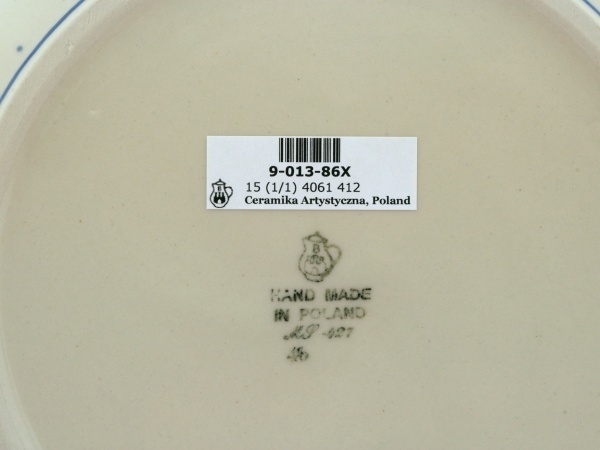 9-013-86X
15 (1/1) 4061 412
Ceramika Artystyczna, Poland
B
HAND MADE
IN POLAND